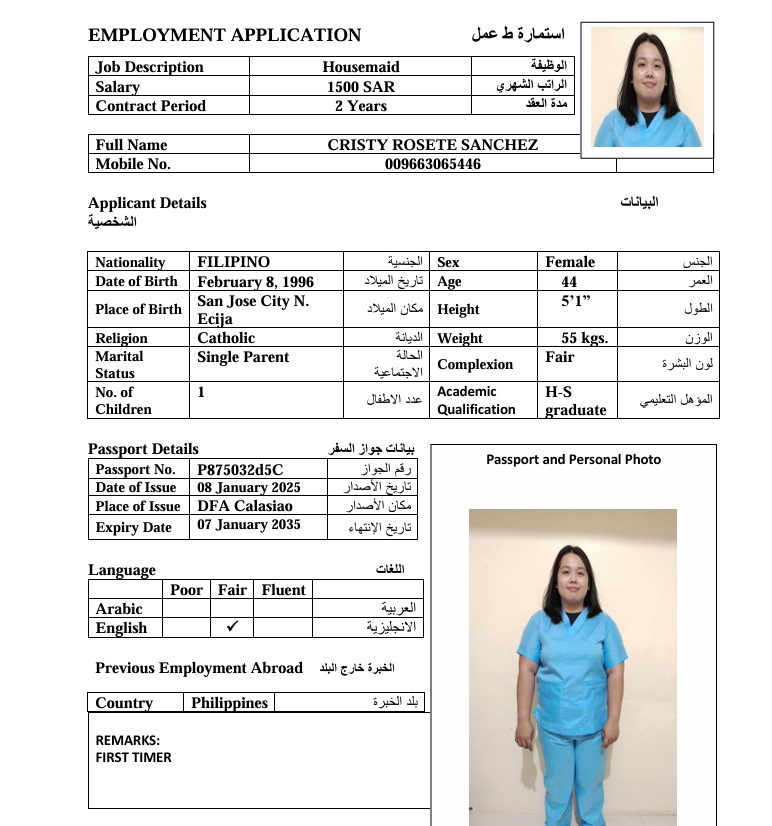 EMPLOYMENT APPLICATION استمارة ط عمل
Job Description Housemaid الوظيفة
Salary 1500 SAR الراتب الشهري
Contract Period 2 Years مدة العقد
Full Name CRISTY ROSETE SANCHEZ
Mobile No. 009663065446
Applicant Details البيانات
الشخصية
Nationality FILIPINO الجنسية Sex Female الجنس
Date of Birth February 8, 1996 تاريخ الميلاد Age 44 العمر
Place of Birth San Jose City N. Ecija مكان الميلاد Height 5'1” الطول
Religion Catholic الديانة Weight 55 kgs. الوزن
Marital Status Single Parent الحالة الاجتماعية Complexion Fair لون البشرة
No. of Children 1 عدد الاطفال Academic Qualification H-S graduate المؤهل التعليمي
Passport Details بيانات جواز السفر
Passport No. P875032d5C رقم الجواز
Date of Issue 08 January 2025 تاريخ الأصدار
Place of Issue DFA Calasiao مكان الأصدار
Expiry Date 07 January 2035 تاريخ الإنتهاء
Passport and Personal Photo
Language اللغات
Poor Fair Fluent
Arabic العربية
English ✓ الانجليزية
Previous Employment Abroad الخبرة خارج البلد
Country Philippines بلد الخبرة
REMARKS:
FIRST TIMER